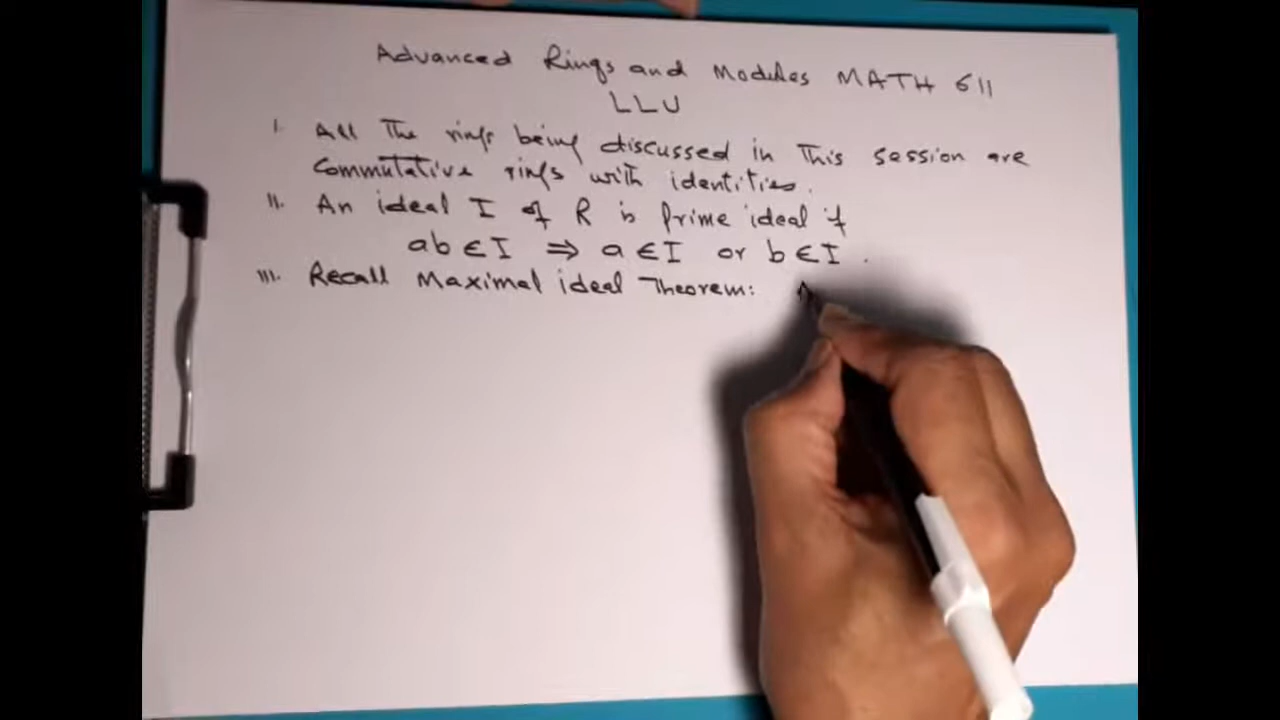 Advanced Rings and Modules MATH 611
LLU
I. All The rings being discussed in This session are
Commutative rings with identities.
II. An ideal I of R is prime ideal if
ab ∈ I ⇒ a ∈ I or b ∈ I.
III. Recall Maximal ideal Theorem: